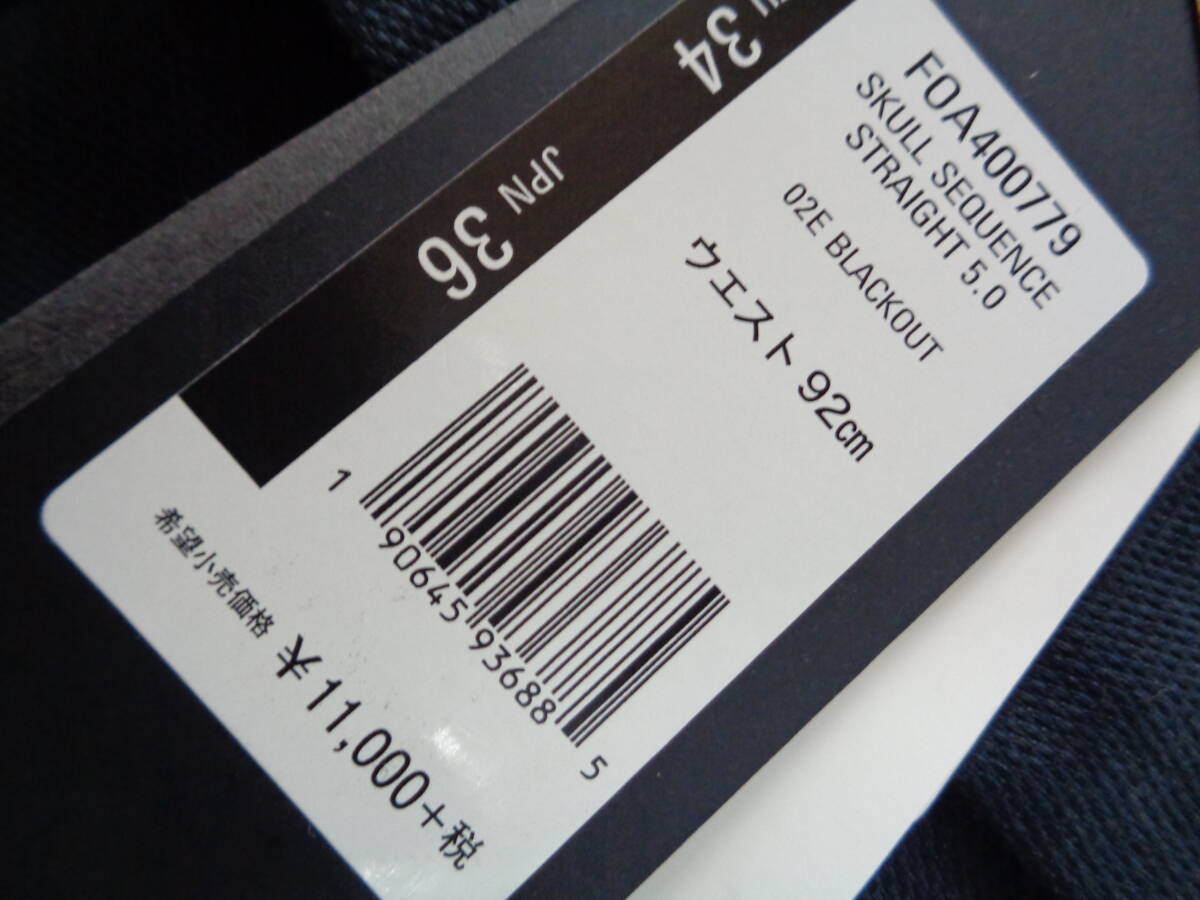 FOA400779
SKULL SEQUENCE
STRAIGHT 5.0
02E BLACKOUT
ウエスト 92㎝
34
JPN
36
1 90645 93688 5
希望小売価格
¥11,000+税